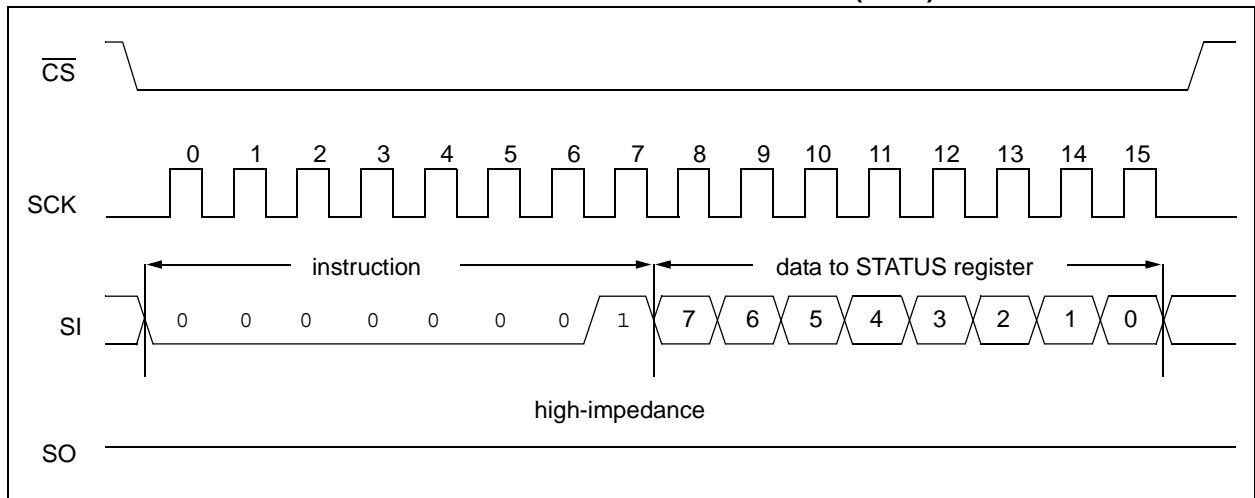 CS
0 1 2 3 4 5 6 7 8 9 10 11 12 13 14 15
SCK
instruction data to STATUS register
SI 0 0 0 0 0 0 0 1 7 6 5 4 3 2 1 0
high-impedance
SO